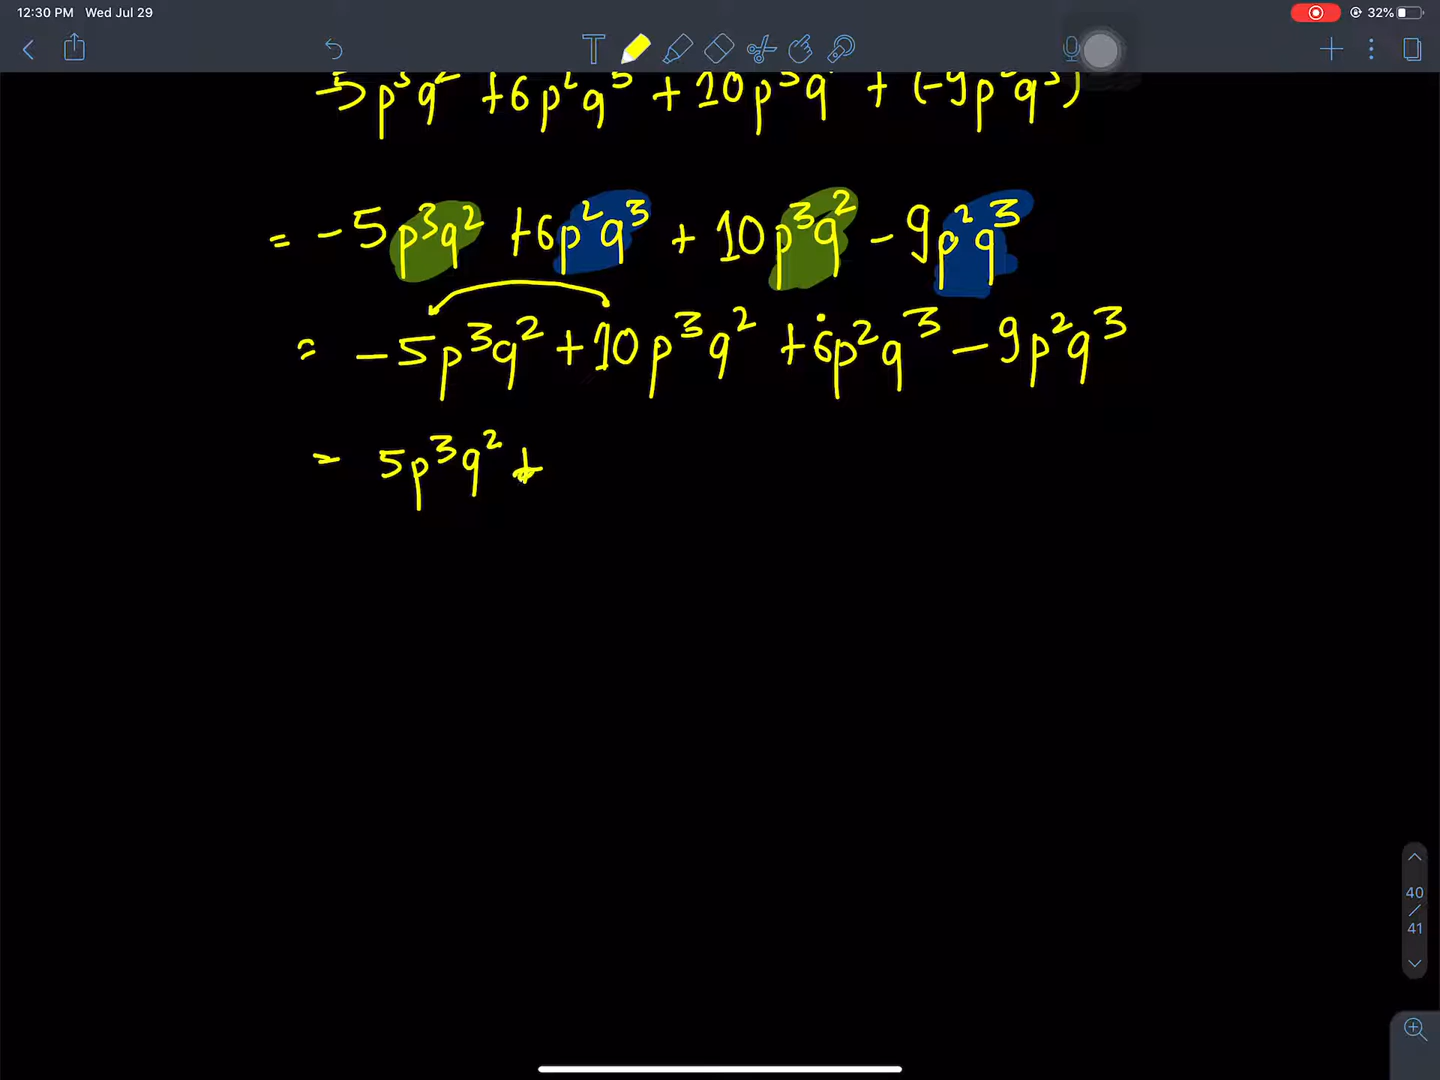 12:30 PM Wed Jul 29 32%
-5p³q² +6p²q³ + 10p³q + (-9p²q³)
= -5p³q² +6p²q³ + 10p³q² - 9p²q³
= -5p³q² + 10p³q² + 6p²q³ - 9p²q³
= 5p³q² +
40
/
41